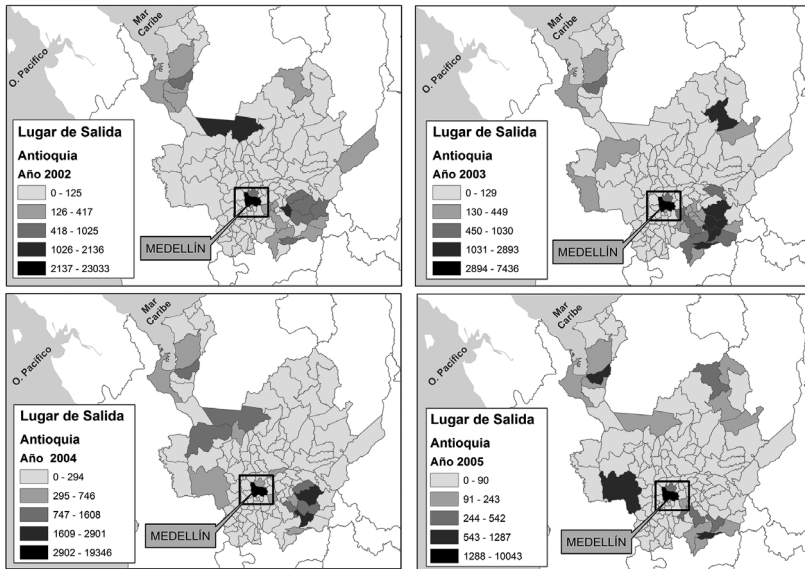 Mar
Caribe
O. Pacífico
Lugar de Salida
Antioquia
Año 2002
0 - 125
126 - 417
418 - 1025
1026 - 2136
2137 - 23033
MEDELLÍN
Mar
Caribe
O. Pacífico
Lugar de Salida
Antioquia
Año 2003
0 - 129
130 - 449
450 - 1030
1031 - 2893
2894 - 7436
MEDELLÍN
Mar
Caribe
O. Pacífico
Lugar de Salida
Antioquia
Año 2004
0 - 294
295 - 746
747 - 1608
1609 - 2901
2902 - 19346
MEDELLÍN
Mar
Caribe
O. Pacífico
Lugar de Salida
Antioquia
Año 2005
0 - 90
91 - 243
244 - 542
543 - 1287
1288 - 10043
MEDELLÍN